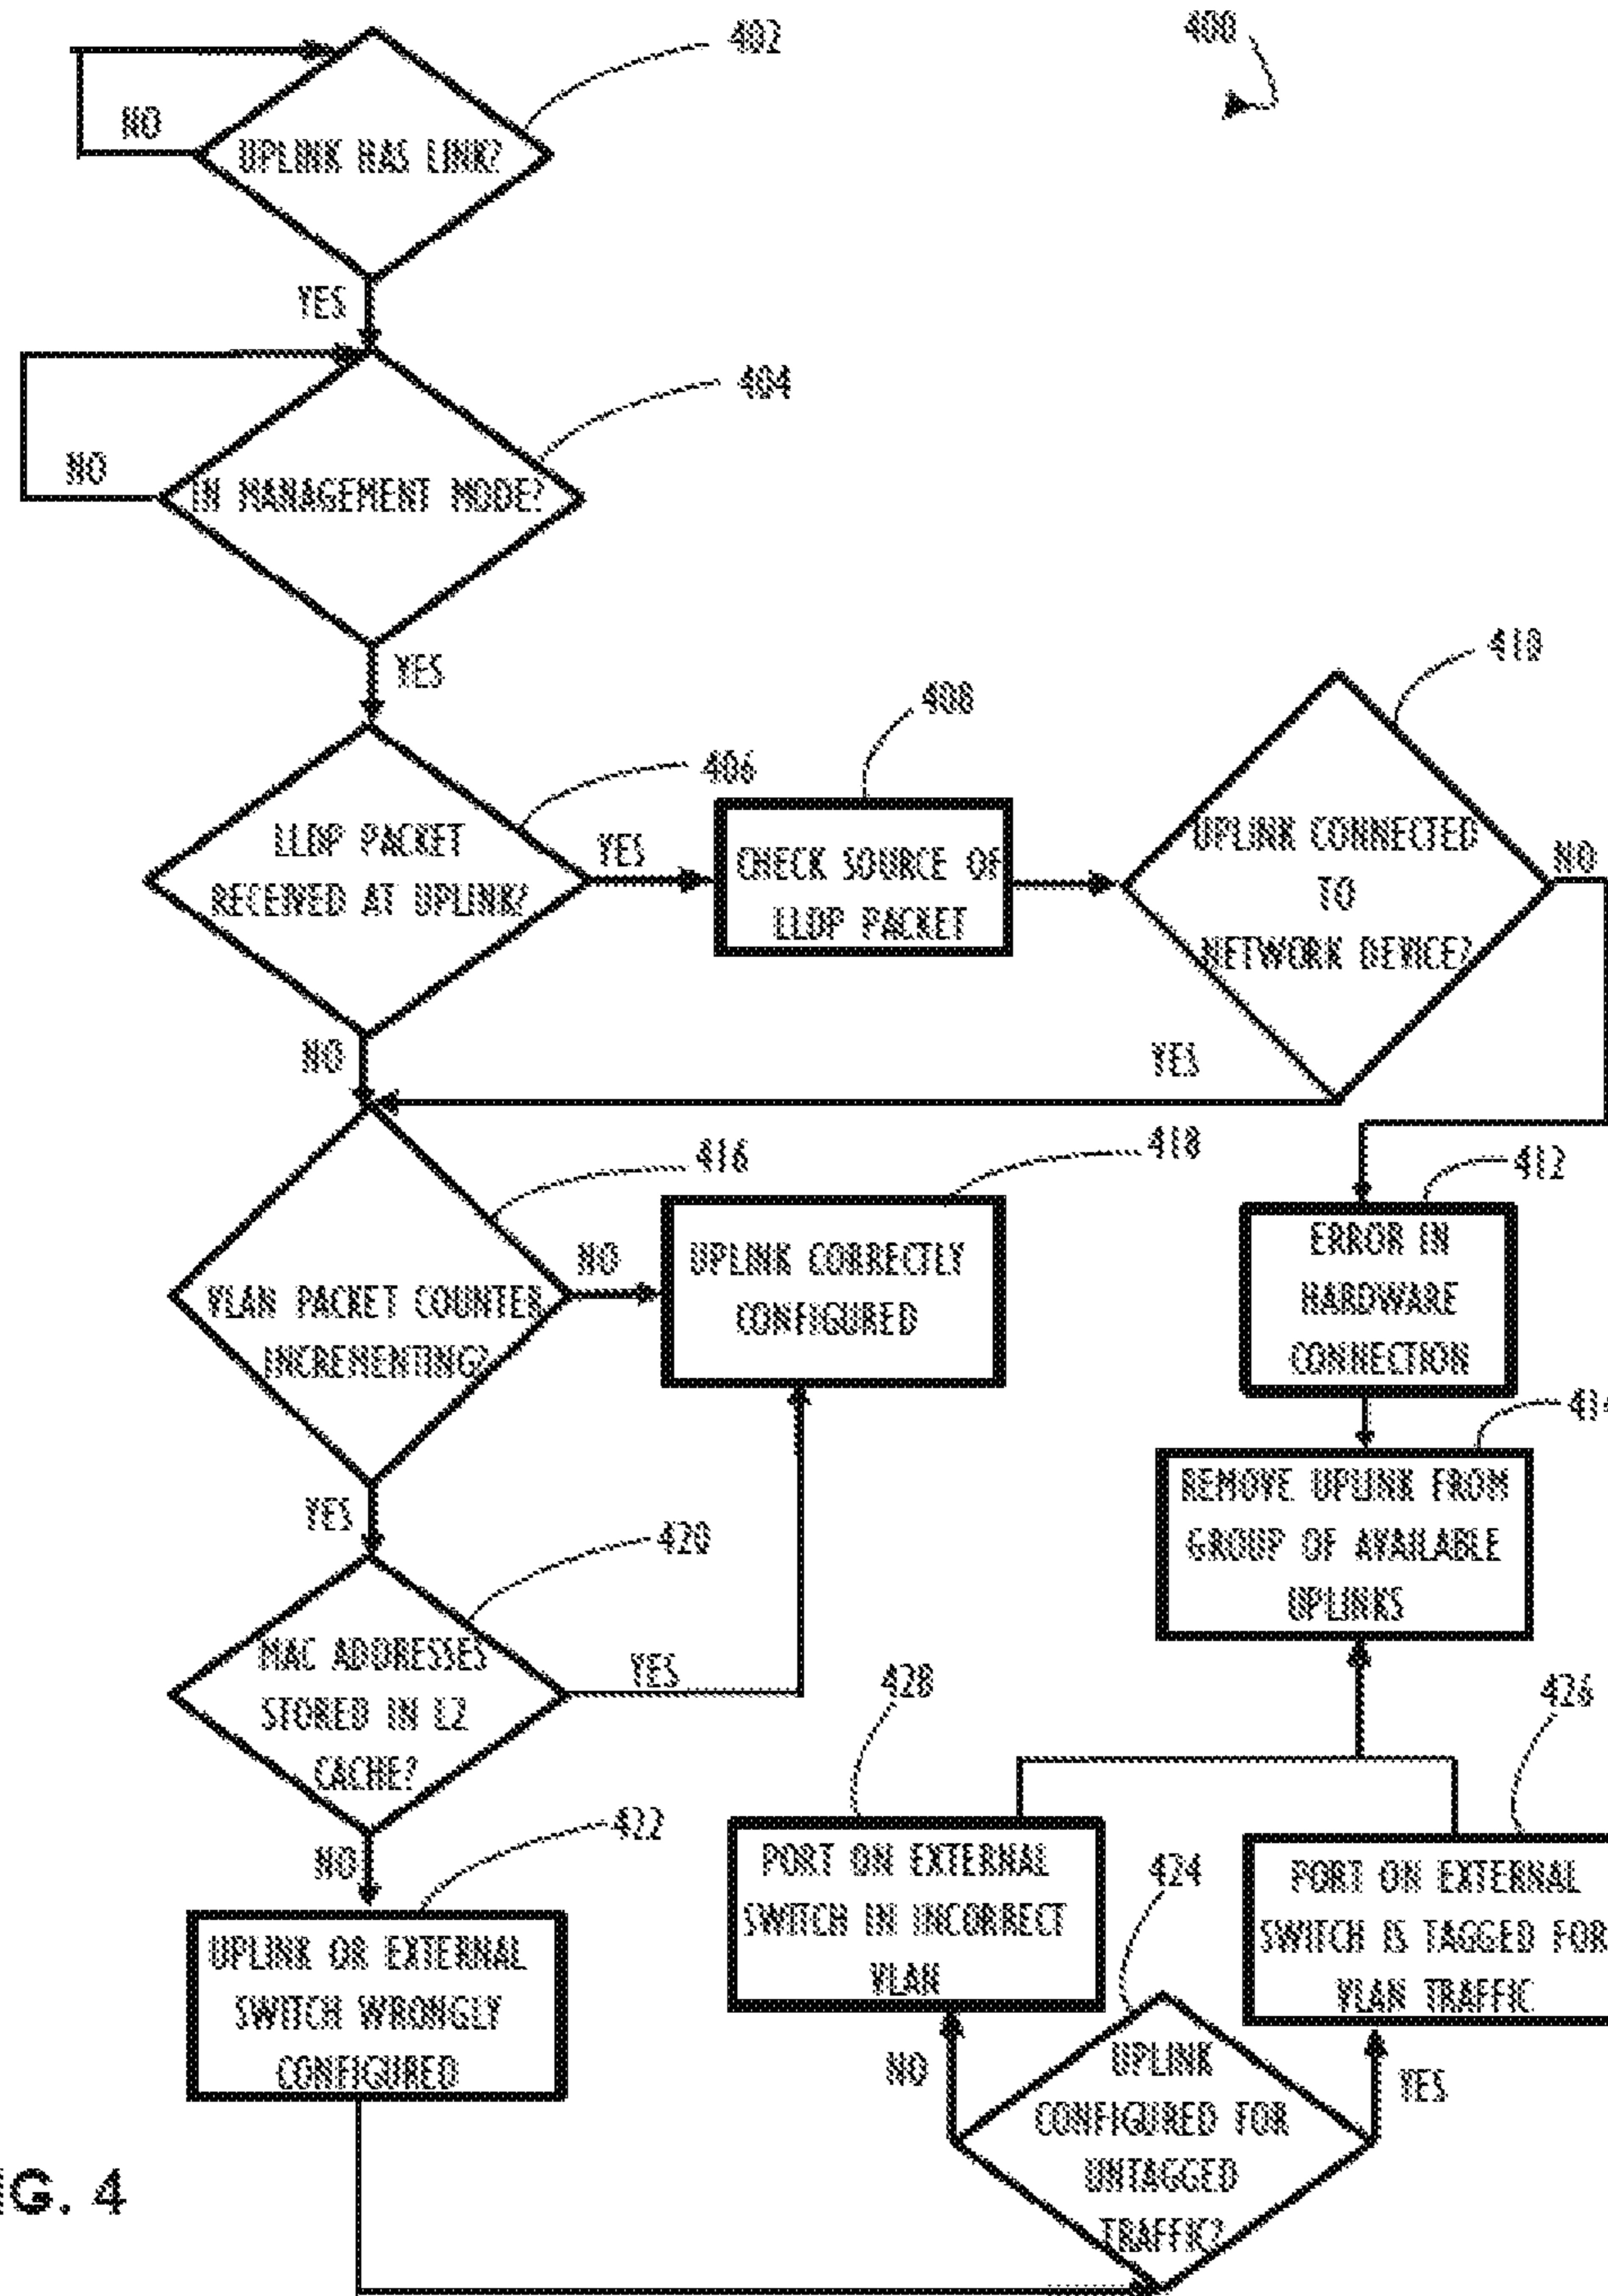 400
402
UPLINK HAS LINK?
NO
YES
404
IN MANAGEMENT MODE?
NO
YES
406
LLDP PACKET
RECEIVED AT UPLINK?
YES
NO
408
CHECK SOURCE OF
LLDP PACKET
410
UPLINK CONNECTED
TO
NETWORK DEVICE?
NO
YES
416
VLAN PACKET COUNTER
INCREMENTING?
NO
YES
418
UPLINK CORRECTLY
CONFIGURED
412
ERROR IN
HARDWARE
CONNECTION
414
REMOVE UPLINK FROM
GROUP OF AVAILABLE
UPLINKS
420
MAC ADDRESSES
STORED IN L2
CACHE?
YES
NO
422
UPLINK OR EXTERNAL
SWITCH WRONGLY
CONFIGURED
428
PORT ON EXTERNAL
SWITCH IN INCORRECT
VLAN
424
UPLINK
CONFIGURED FOR
UNTAGGED
TRAFFIC?
NO
YES
426
PORT ON EXTERNAL
SWITCH IS TAGGED FOR
VLAN TRAFFIC
IG. 4